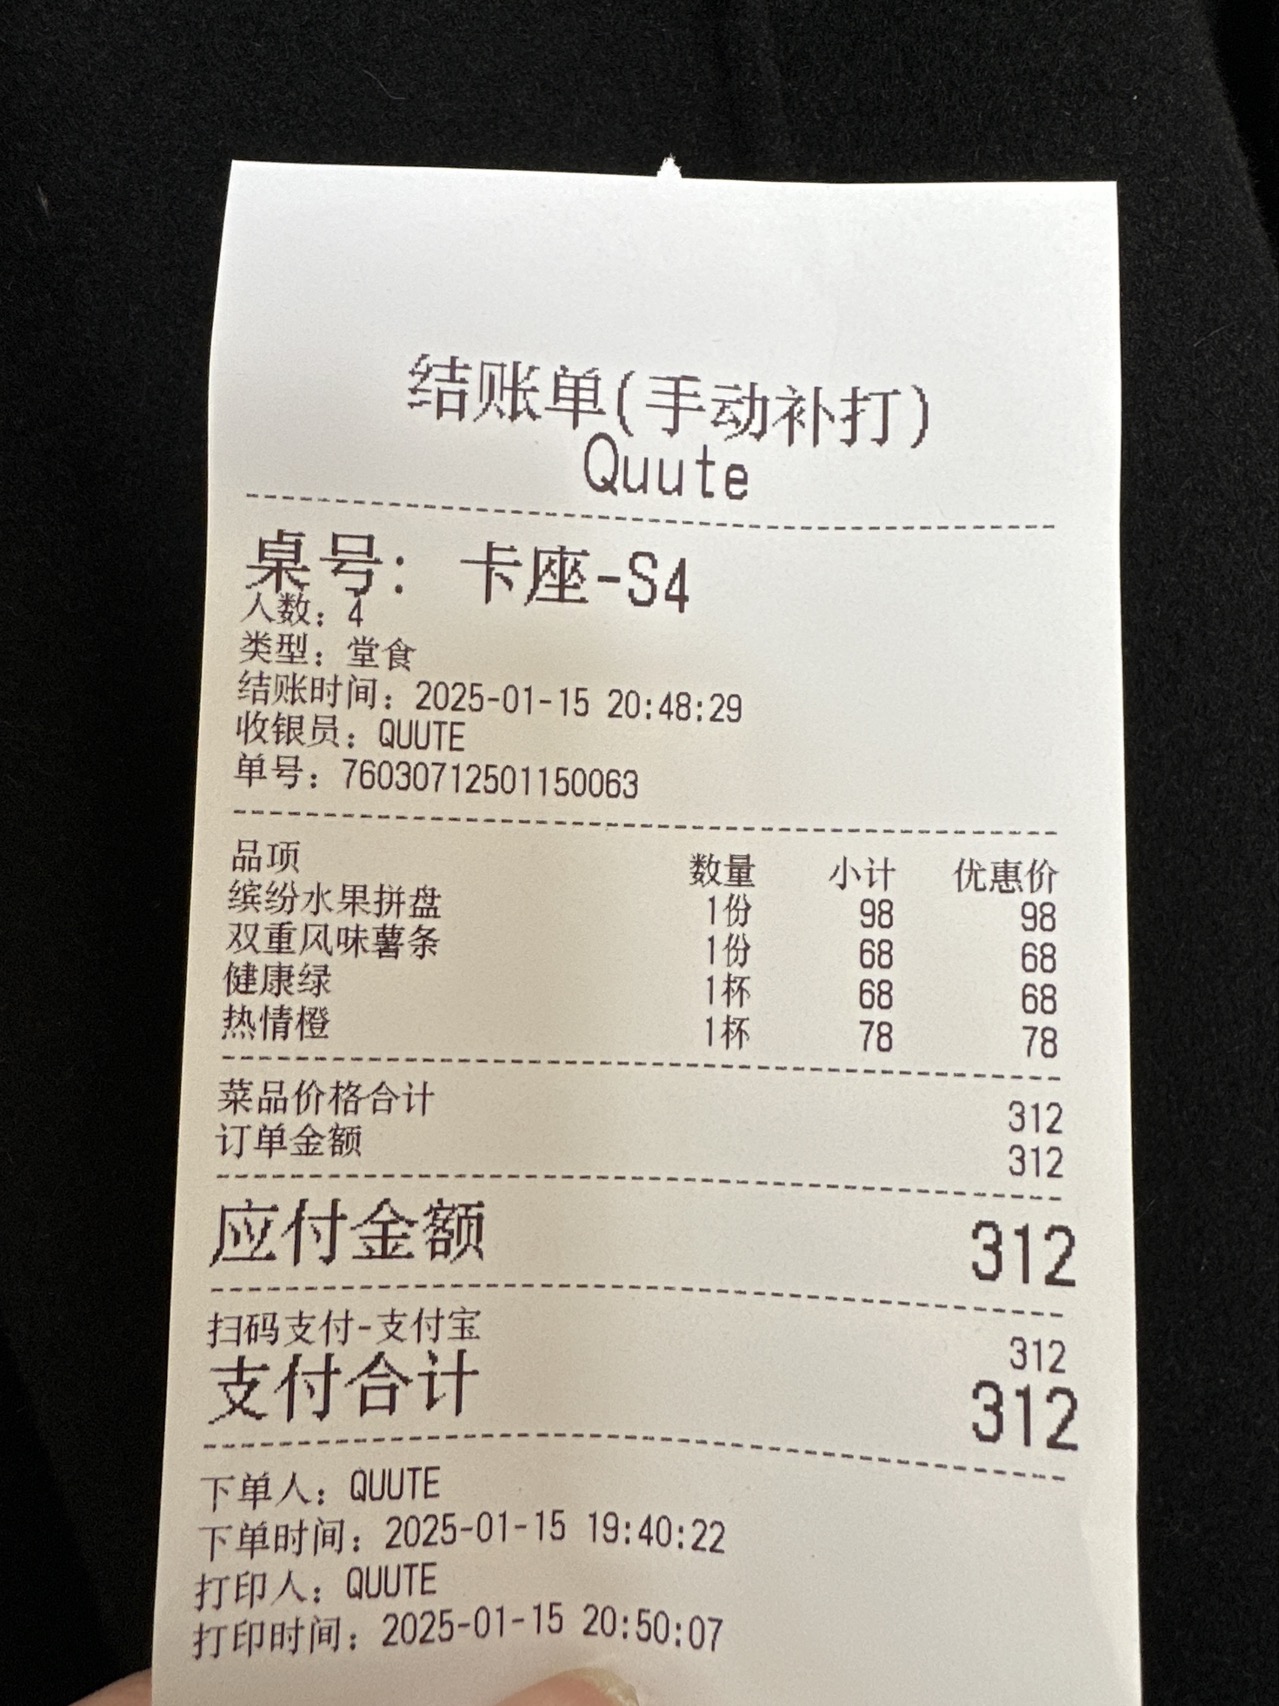 结账单(手动补打)
Quute
桌号: 卡座-S4
人数: 4
类型: 堂食
结账时间: 2025-01-15 20:48:29
收银员: QUUTE
单号: 76030712501150063
品项 数量 小计 优惠价
缤纷水果拼盘 1份 98 98
双重风味薯条 1份 68 68
健康绿 1杯 68 68
热情橙 1杯 78 78
菜品价格合计 312
订单金额 312
应付金额 312
扫码支付-支付宝 312
支付合计 312
下单人: QUUTE
下单时间: 2025-01-15 19:40:22
打印人: QUUTE
打印时间: 2025-01-15 20:50:07